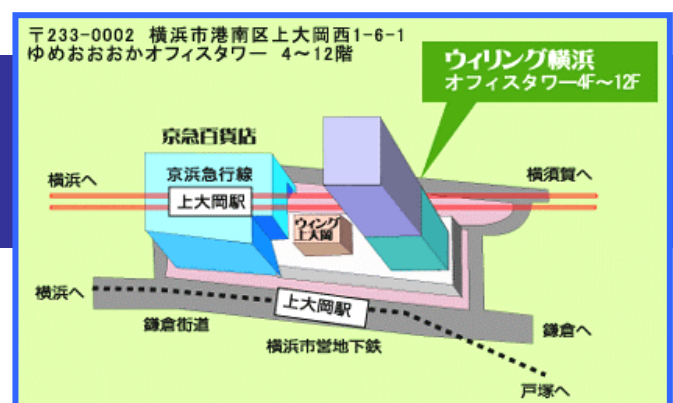 〒233-0002 横浜市港南区上大岡西1-6-1
ゆめおおおかオフィスタワー 4～12階
ウィリング横浜
オフィスタワー4F～12F
京急百貨店
横浜へ
京浜急行線
横須賀へ
上大岡駅
ウィング
上大岡
横浜へ
上大岡駅
鎌倉街道
鎌倉へ
横浜市営地下鉄
戸塚へ